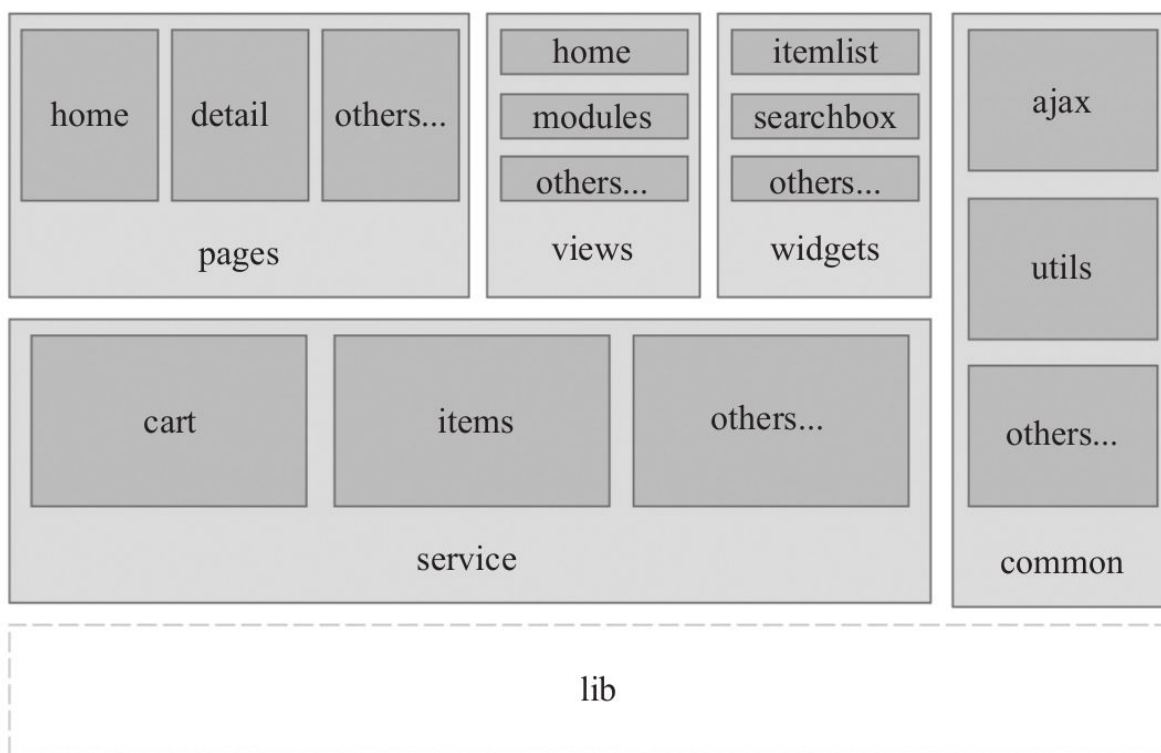 home
detail
others...
pages
home
modules
others...
views
itemlist
searchbox
others...
widgets
ajax
utils
others...
common
cart
items
others...
service
lib